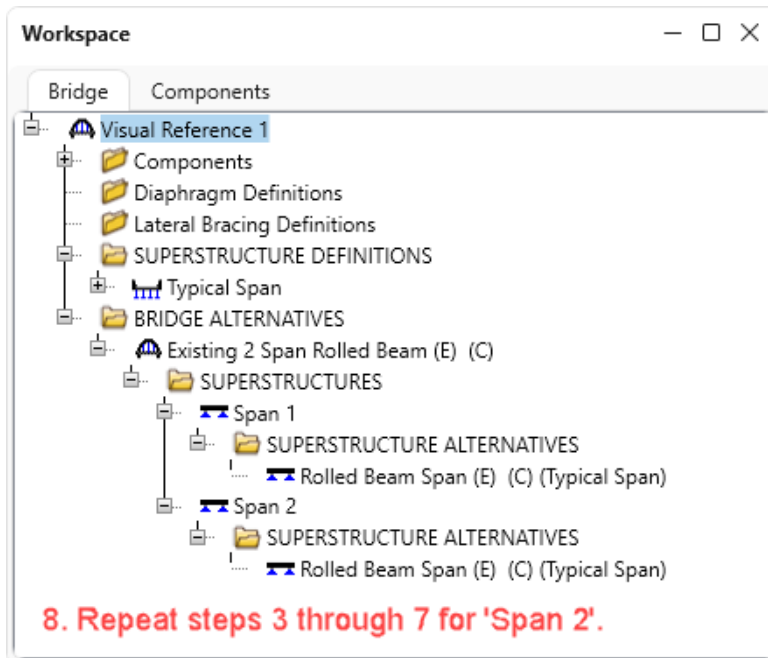 Workspace
Bridge Components
Visual Reference 1
Components
Diaphragm Definitions
Lateral Bracing Definitions
SUPERSTRUCTURE DEFINITIONS
Typical Span
BRIDGE ALTERNATIVES
Existing 2 Span Rolled Beam (E) (C)
SUPERSTRUCTURES
Span 1
SUPERSTRUCTURE ALTERNATIVES
Rolled Beam Span (E) (C) (Typical Span)
Span 2
SUPERSTRUCTURE ALTERNATIVES
Rolled Beam Span (E) (C) (Typical Span)
8. Repeat steps 3 through 7 for 'Span 2'.